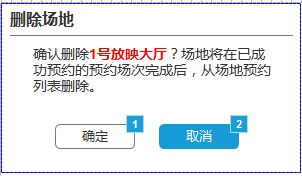 删除场地
确认删除1号放映大厅？场地将在已成
功预约的预约场次完成后，从场地预约
列表删除。
确定 1 取消 2